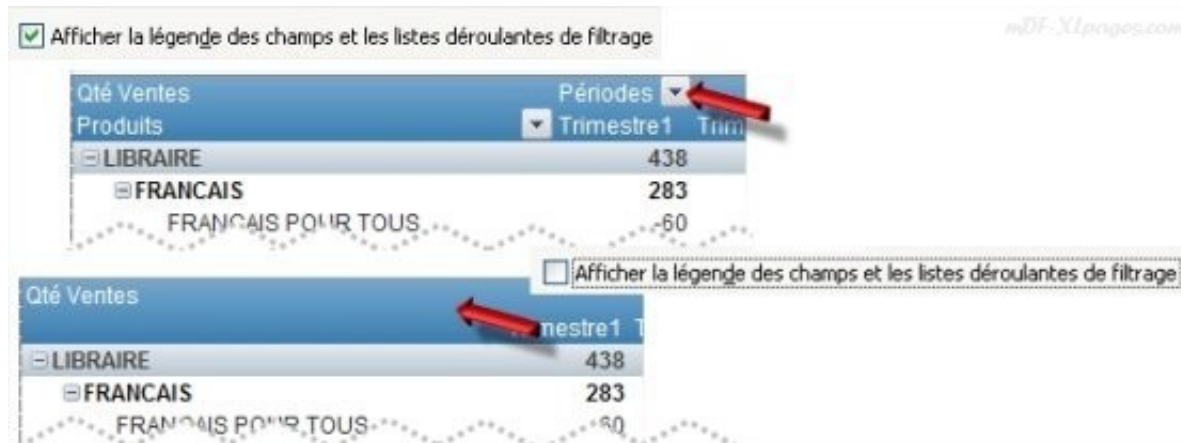 Afficher la légende des champs et les listes déroulantes de filtrage
mDF-XLpages.com
Qté Ventes Périodes
Produits Trimestre1 Trim
LIBRAIRE 438
FRANCAIS 283
FRANCAIS POUR TOUS -60
Afficher la légende des champs et les listes déroulantes de filtrage
Qté Ventes
mestre1 T
LIBRAIRE 438
FRANCAIS 283
FRANCAIS POUR TOUS 60